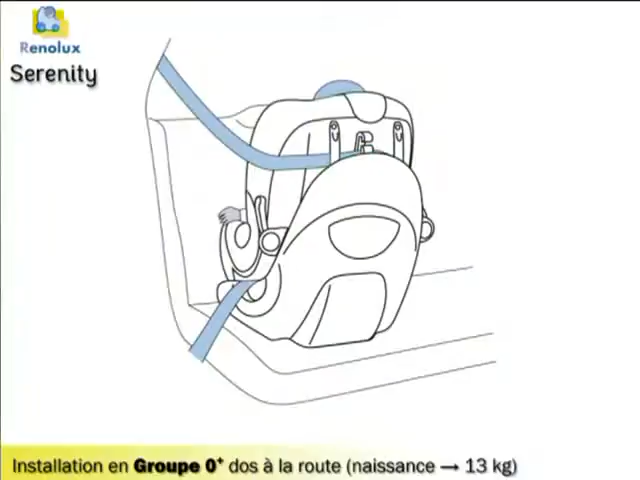 Renolux
Serenity
Installation en Groupe 0+ dos à la route (naissance → 13 kg)